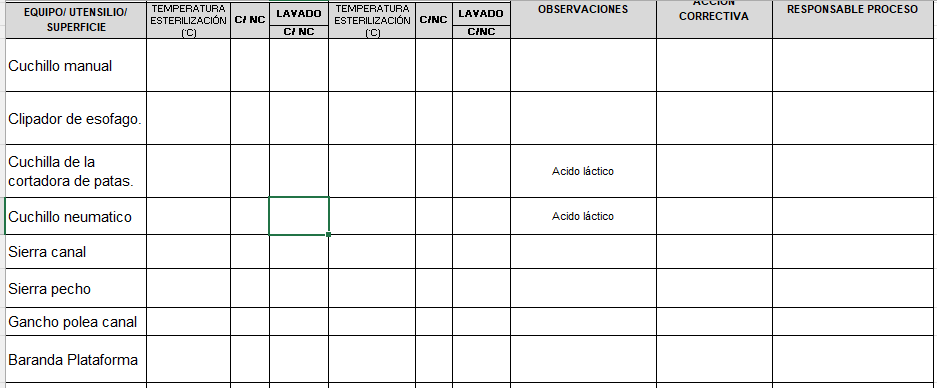 EQUIPO/ UTENSILIO/
SUPERFICIE
TEMPERATURA
ESTERILIZACIÓN
(°C)
C/ NC
LAVADO
C/ NC
TEMPERATURA
ESTERILIZACIÓN
(°C)
C/NC
LAVADO
C/NC
OBSERVACIONES
ACCIÓN
CORRECTIVA
RESPONSABLE PROCESO
Cuchillo manual
Clipador de esofago.
Cuchilla de la
cortadora de patas.
Acido láctico
Cuchillo neumatico
Acido láctico
Sierra canal
Sierra pecho
Gancho polea canal
Baranda Plataforma